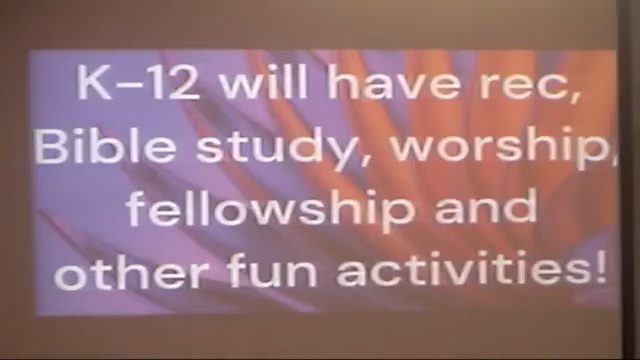 K–12 will have rec,
Bible study, worship,
fellowship and
other fun activities!